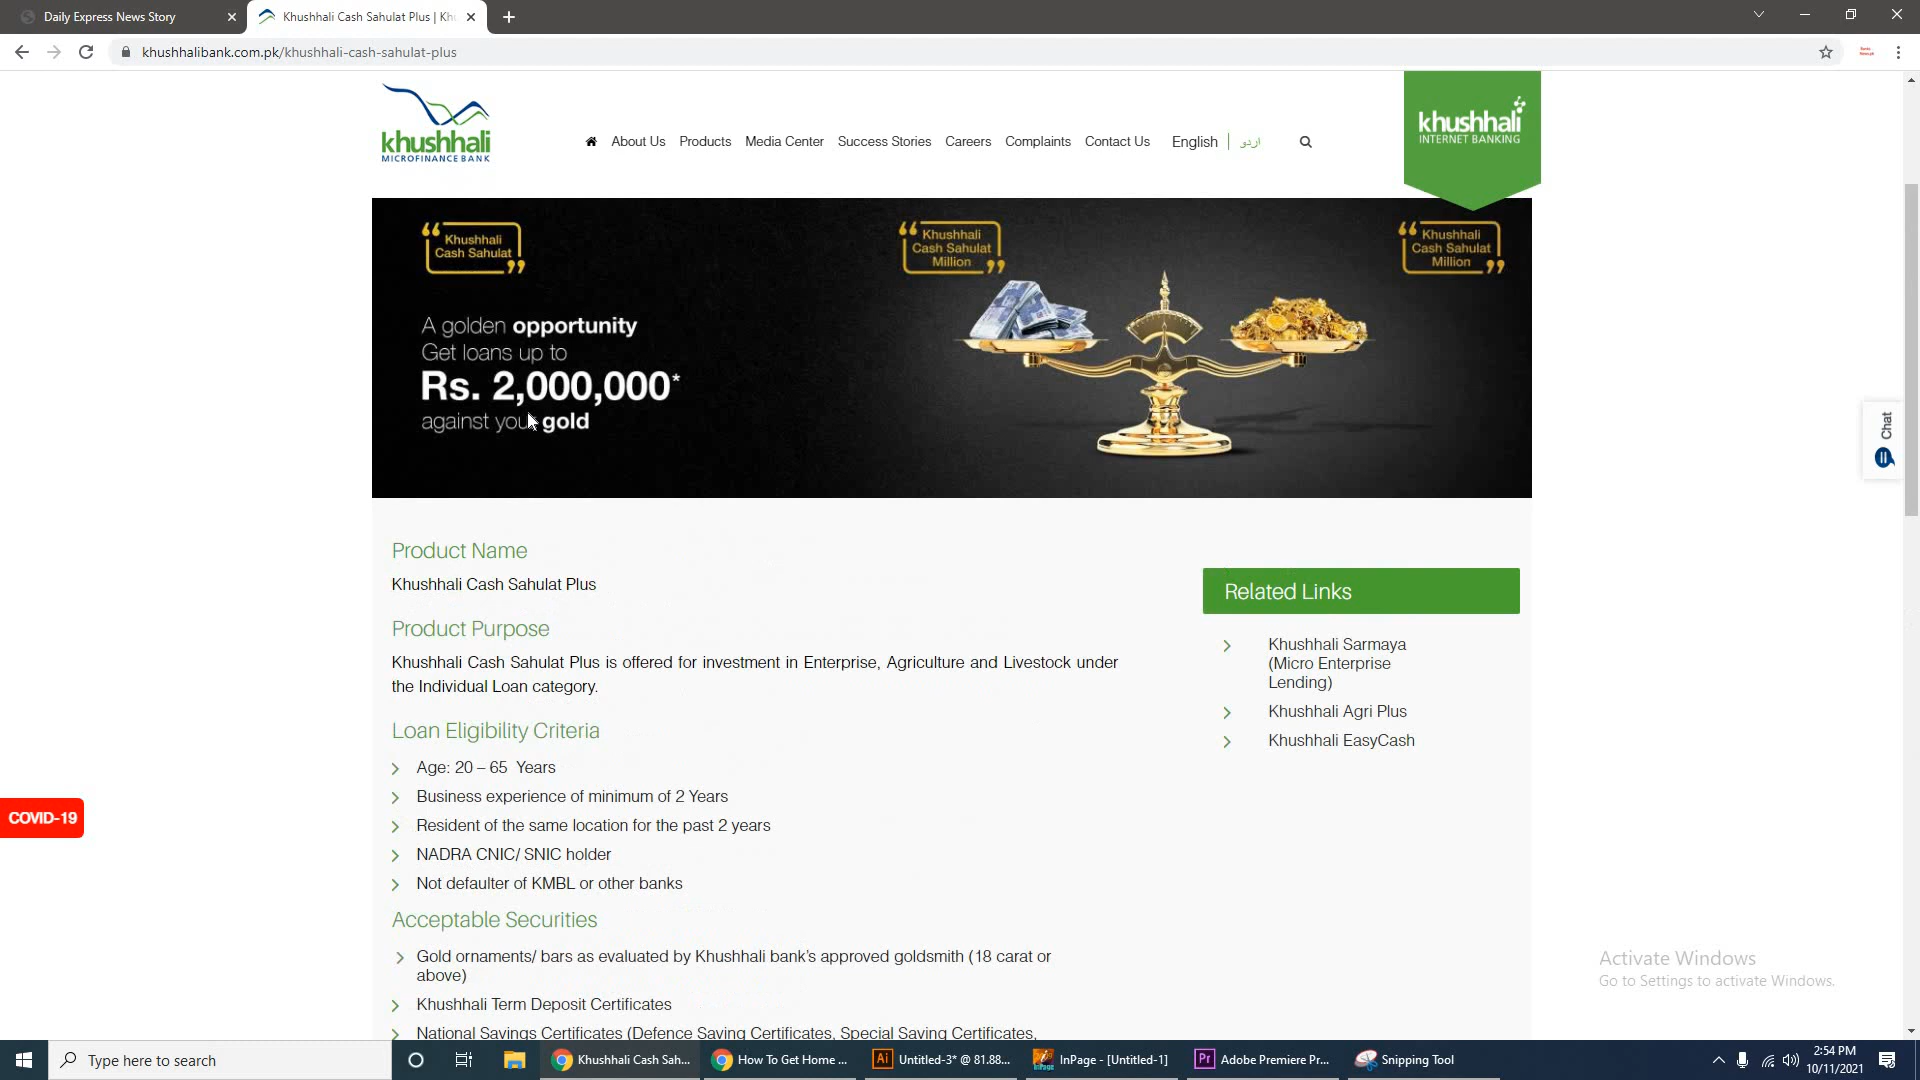 Daily Express News Story
Khushhali Cash Sahulat Plus | Khu
khushhalibank.com.pk/khushhali-cash-sahulat-plus
khushhali
MICROFINANCE BANK
About Us Products Media Center Success Stories Careers Complaints Contact Us English اردو
khushhali
INTERNET BANKING
Khushhali
Cash Sahulat
Khushhali
Cash Sahulat
Million
Khushhali
Cash Sahulat
Million
A golden opportunity
Get loans up to
Rs. 2,000,000*
against your gold
Chat
Product Name
Khushhali Cash Sahulat Plus
Product Purpose
Khushhali Cash Sahulat Plus is offered for investment in Enterprise, Agriculture and Livestock under
the Individual Loan category.
Loan Eligibility Criteria
Age: 20 – 65 Years
Business experience of minimum of 2 Years
Resident of the same location for the past 2 years
NADRA CNIC/ SNIC holder
Not defaulter of KMBL or other banks
Acceptable Securities
Gold ornaments/ bars as evaluated by Khushhali bank's approved goldsmith (18 carat or
above)
Khushhali Term Deposit Certificates
National Savings Certificates (Defence Saving Certificates, Special Saving Certificates,
Related Links
Khushhali Sarmaya
(Micro Enterprise
Lending)
Khushhali Agri Plus
Khushhali EasyCash
COVID-19
Activate Windows
Go to Settings to activate Windows.
Type here to search
Khushhali Cash Sah...
How To Get Home ...
Ai Untitled-3* @ 81.88...
InPage - [Untitled-1]
Pr Adobe Premiere Pr...
Snipping Tool
2:54 PM
10/11/2021